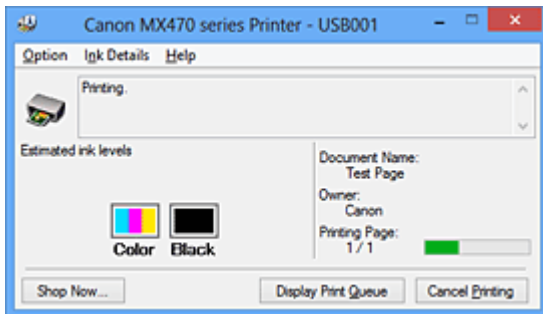 Canon MX470 series Printer - USB001
Option Ink Details Help
Printing.
Estimated ink levels
Color Black
Document Name:
Test Page
Owner:
Canon
Printing Page:
1 / 1
Shop Now... Display Print Queue Cancel Printing